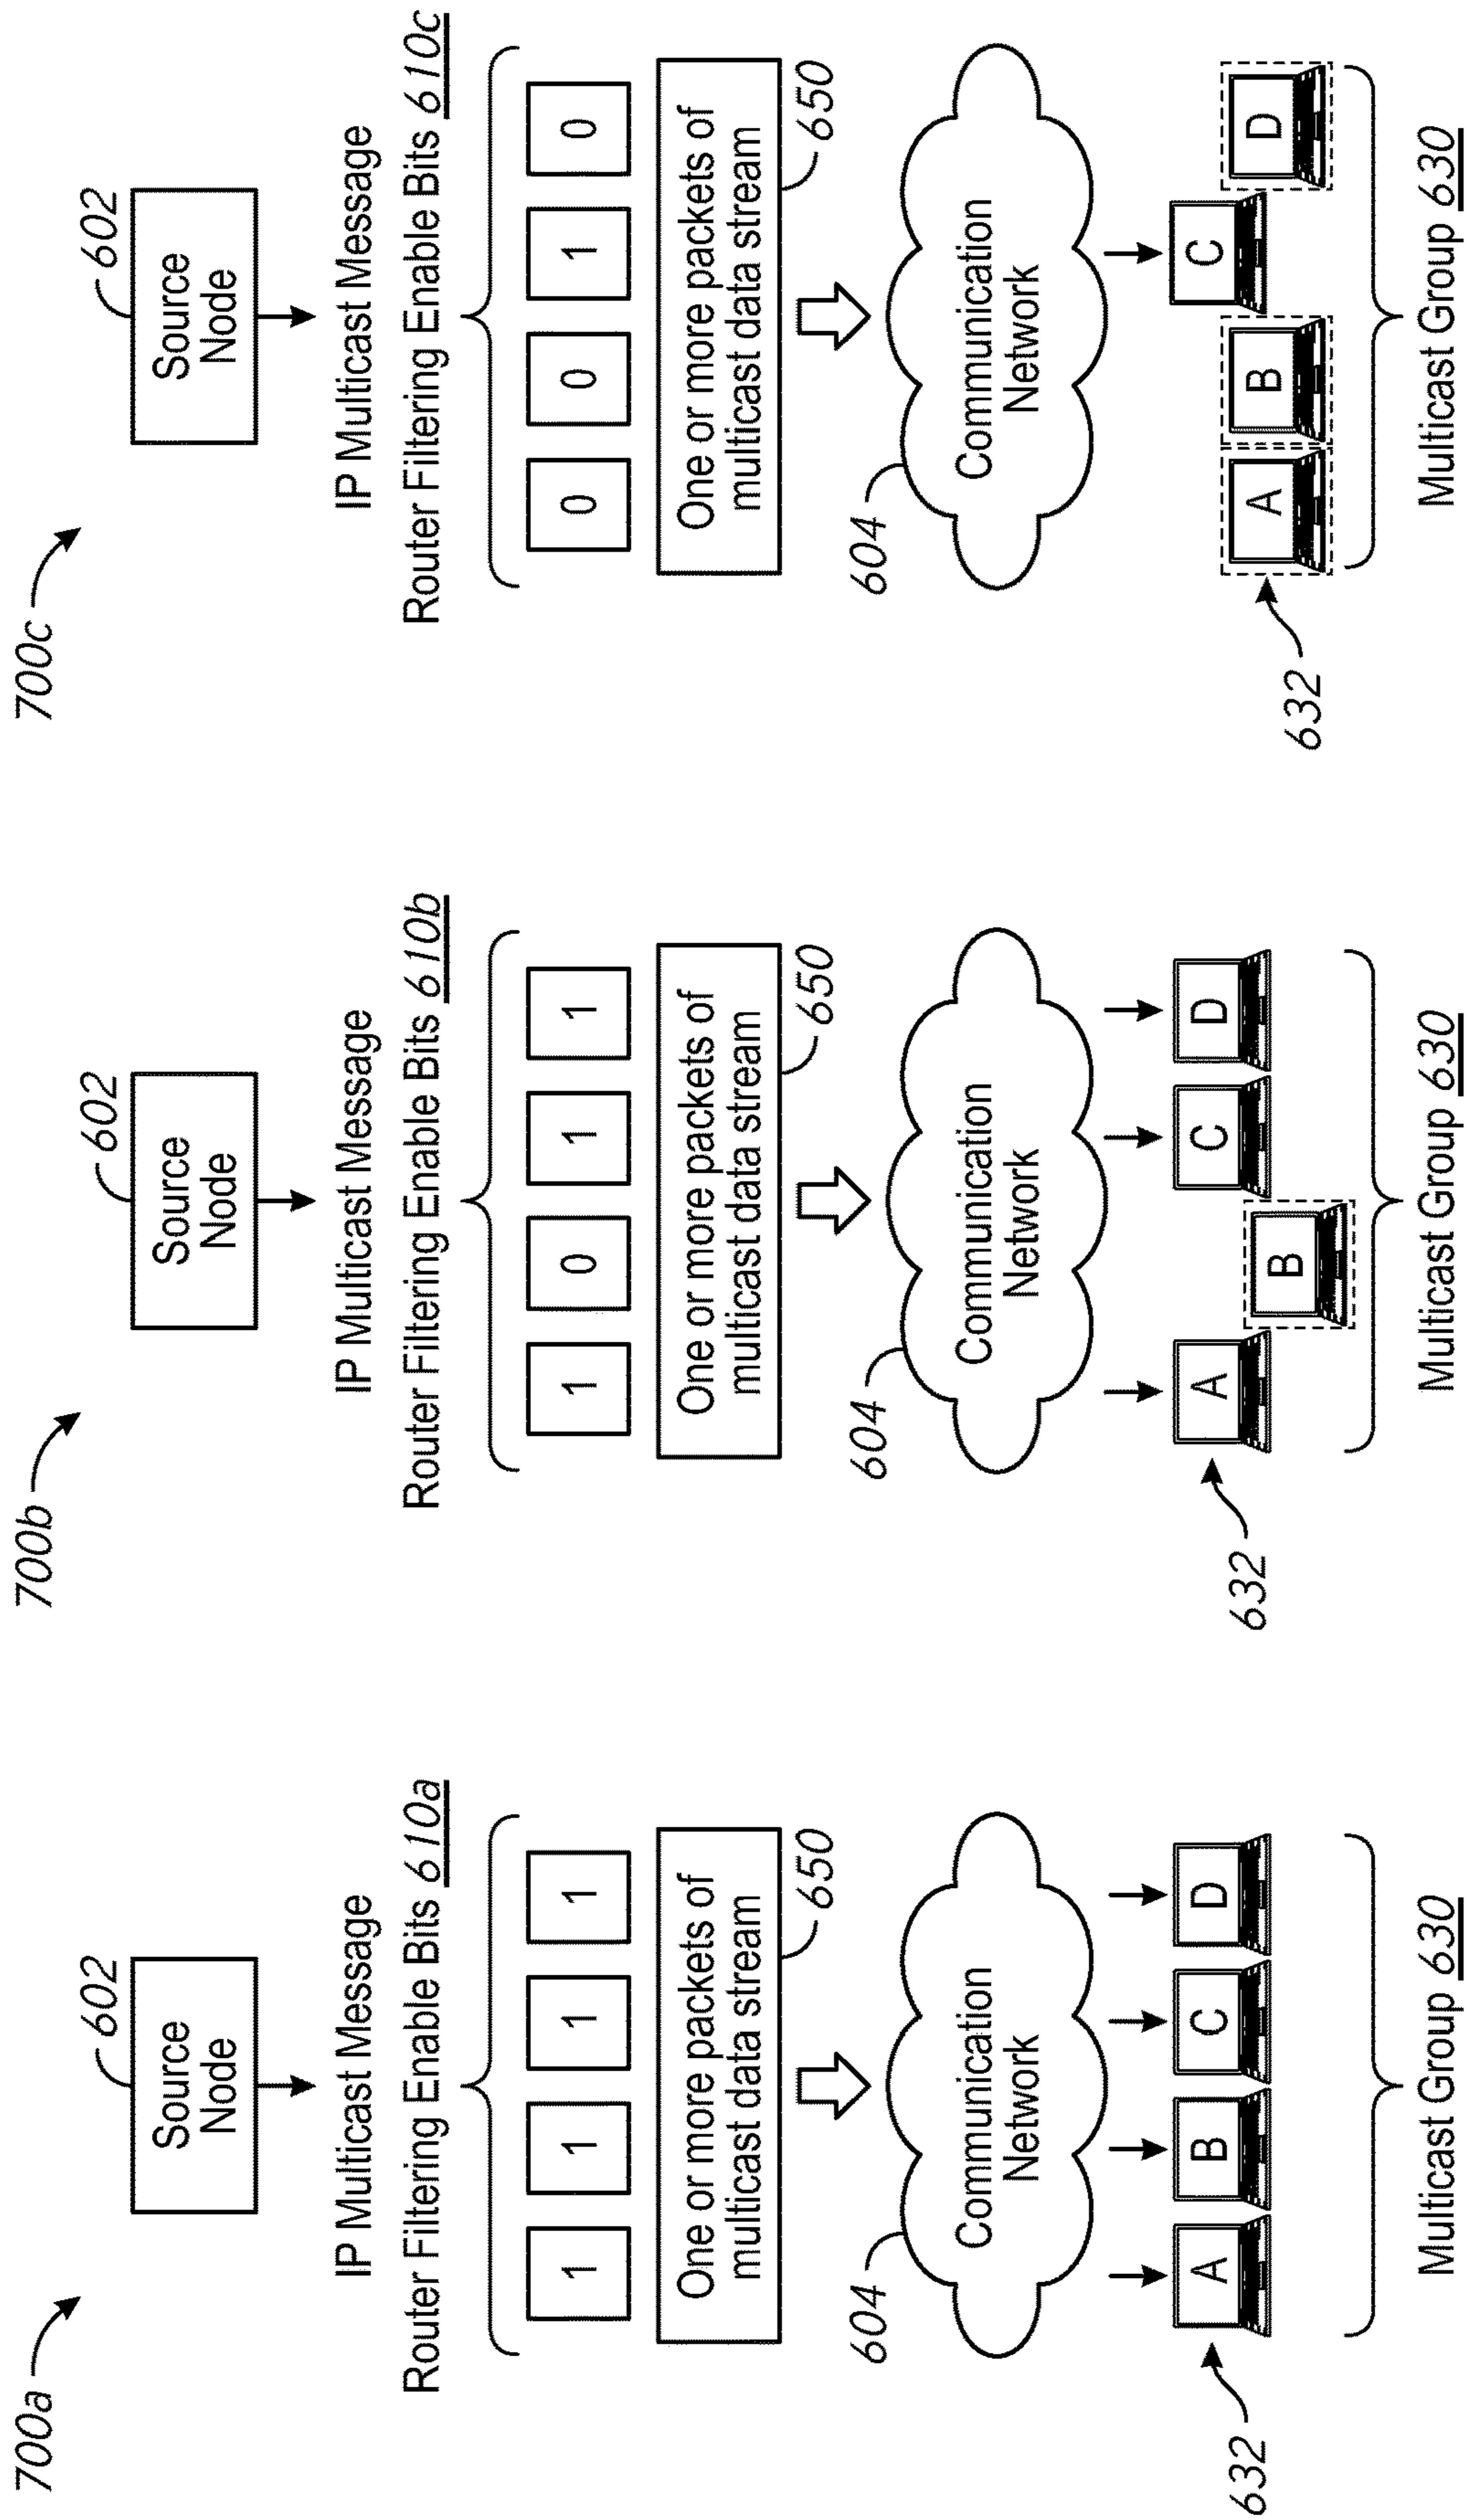 700a
602
Source
Node
IP Multicast Message
Router Filtering Enable Bits 610a
1 1 1 1
One or more packets of
multicast data stream
650
604
Communication
Network
A B C D
632
Multicast Group 630
700b
602
Source
Node
IP Multicast Message
Router Filtering Enable Bits 610b
1 0 1 1
One or more packets of
multicast data stream
650
604
Communication
Network
A B C D
632
Multicast Group 630
700c
602
Source
Node
IP Multicast Message
Router Filtering Enable Bits 610c
0 0 1 0
One or more packets of
multicast data stream
650
604
Communication
Network
A B C D
632
Multicast Group 630